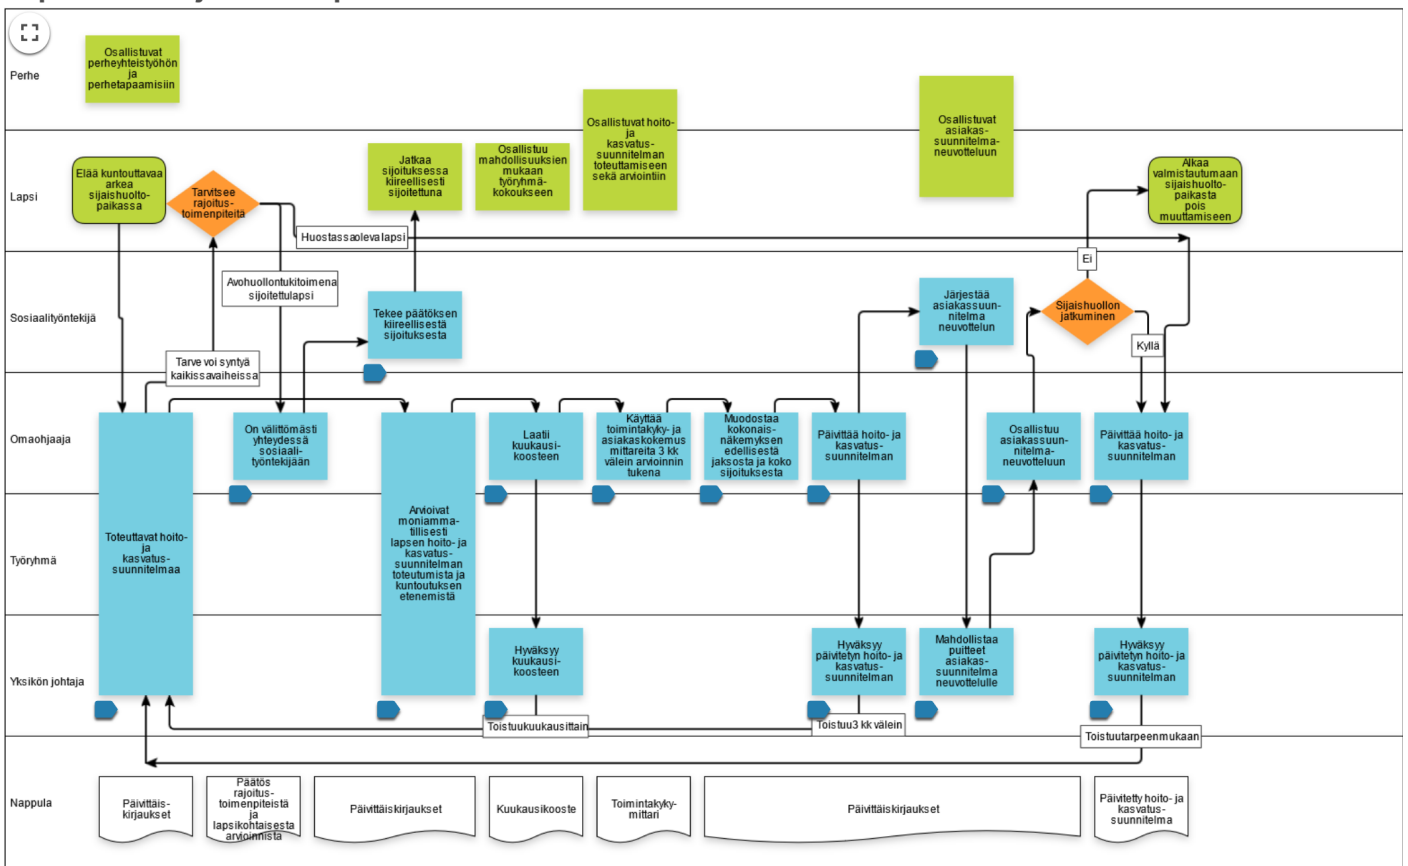 Perhe
Osallistuvat
perheyhteistyöhön
ja
perhetapaamisiin
Osallistuvat hoito-
ja
kasvatus-
suunnitelman
toteuttamiseen
sekä arviointiin
Osallistuvat
asiakas-
suunnitelma-
neuvotteluun
Lapsi
Elää kuntouttavaa
arkea
sijaishuolto-
paikassa
Tarvitsee
rajoitus-
toimenpiteitä
Jatkaa
sijoituksessa
kiireellisesti
sijoitettuna
Osallistuu
mahdollisuuksien
mukaan
työryhmä-
kokoukseen
Alkaa
valmistautumaan
sijaishuolto-
paikasta
pois
muuttamiseen
Huostassaolevalapsi
Ei
Sosiaalityöntekijä
Avohuollontukitoimena
sijoitettulapsi
Tekee päätöksen
kiireellisestä
sijoituksesta
Järjestää
asiakassuun-
nitelma
neuvottelun
Sijaishuollon
jatkuminen
Kyllä
Tarve voi syntyä
kaikissavaiheissa
Omaohjaaja
On välittömästi
yhteydessä
sosiaali-
työntekijään
Laatii
kuukausi-
koosteen
Käyttää
toimintakyky- ja
asiakaskokemus
mittareita 3 kk
välein arvioinnin
tukena
Muodostaa
kokonais-
näkemyksen
edellisestä
jaksosta ja koko
sijoituksesta
Päivittää hoito- ja
kasvatus-
suunnitelman
Osallistuu
asiakassuun-
nitelma-
neuvotteluun
Päivittää hoito- ja
kasvatus-
suunnitelman
Työryhmä
Toteuttavat hoito-
ja
kasvatus-
suunnitelmaa
Arvioivat
moniamma-
tillisesti
lapsen hoito- ja
kasvatus-
suunnitelman
toteutumista ja
kuntoutuksen
etenemistä
Yksikön johtaja
Hyväksyy
kuukausi-
koosteen
Hyväksyy
päivitetyn hoito- ja
kasvatus-
suunnitelman
Mahdollistaa
puitteet
asiakas-
suunnitelma
neuvottelulle
Hyväksyy
päivitetyn hoito- ja
kasvatus-
suunnitelman
Toistuukuukausittain
Toistuu3 kk välein
Toistuutarpeenmukaan
Nappula
Päivittäis-
kirjaukset
Päätös
rajoitus-
toimenpiteistä
ja
lapsikohtaisesta
arvioinnista
Päivittäiskirjaukset
Kuukausikooste
Toimintakyky-
mittari
Päivittäiskirjaukset
Päivitetty hoito- ja
kasvatus-
suunnitelma